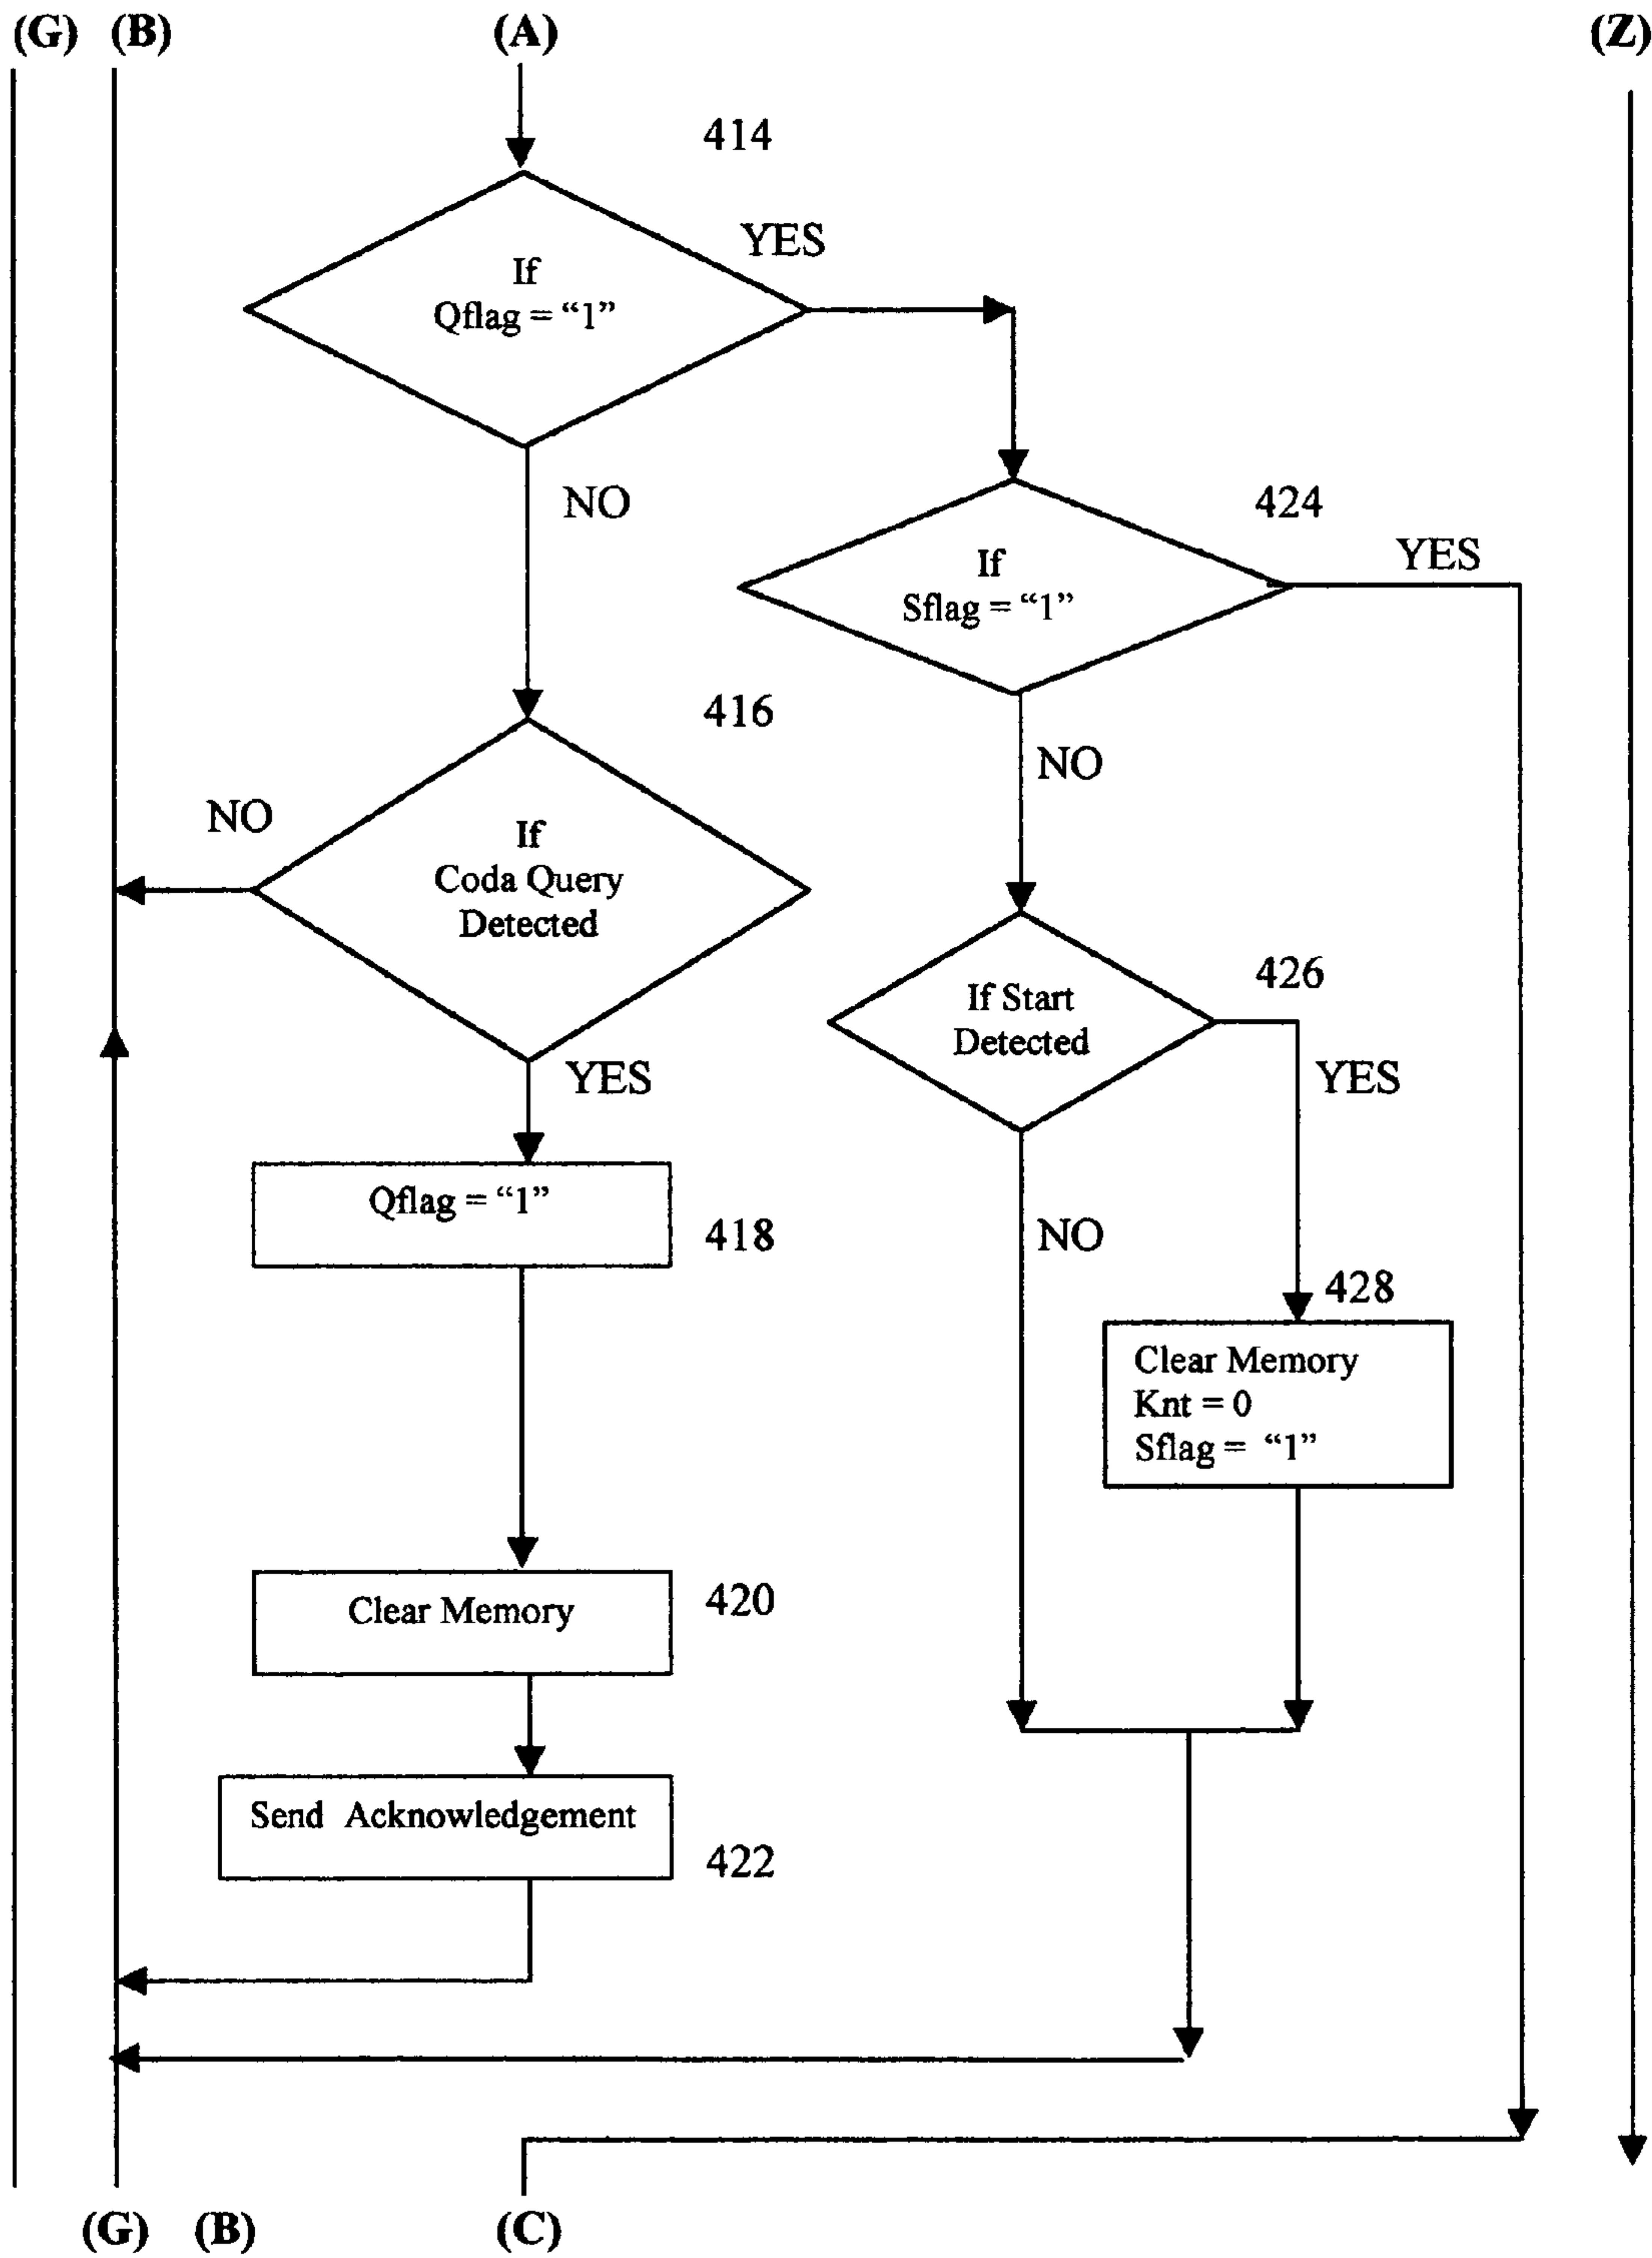 (G) (B) (A) (Z)
414
YES
If
Qflag = “1”
NO
424
YES
If
Sflag = “1”
416
NO
NO
If
Coda Query
Detected
426
If Start
Detected
YES
YES
Qflag = “1”
418
NO
428
Clear Memory
Knt = 0
Sflag = “1”
420
Clear Memory
Send Acknowledgement
422
(G) (B) (C)